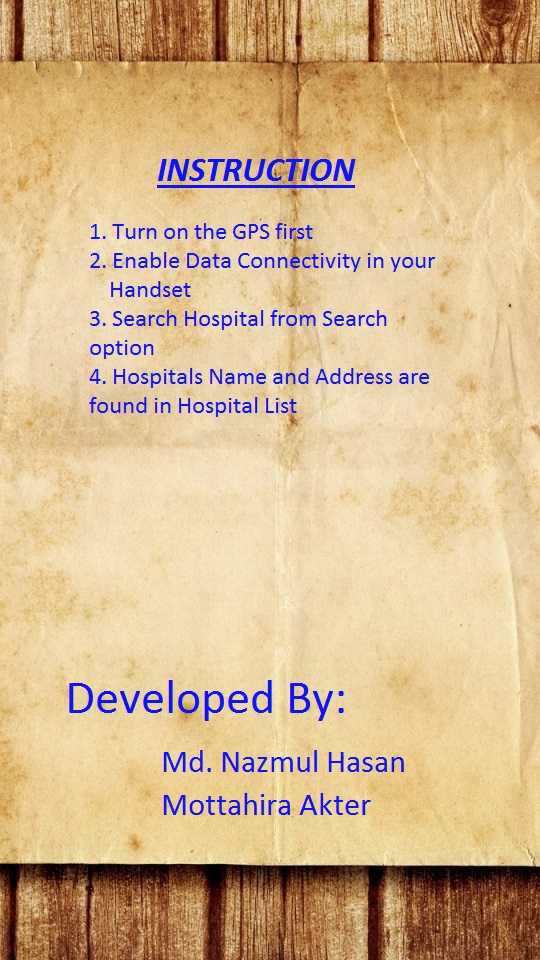 INSTRUCTION
1. Turn on the GPS first
2. Enable Data Connectivity in your
Handset
3. Search Hospital from Search
option
4. Hospitals Name and Address are
found in Hospital List
Developed By:
Md. Nazmul Hasan
Mottahira Akter